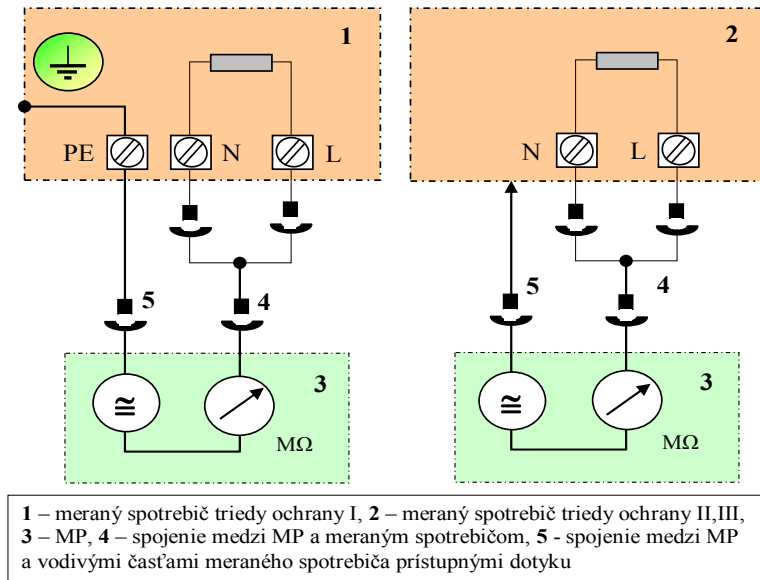 1
PE N L
5 4
3
≅ MΩ
2
N L
5 4
3
≅ MΩ
1 – meraný spotrebič triedy ochrany I, 2 – meraný spotrebič triedy ochrany II,III,
3 – MP, 4 – spojenie medzi MP a meraným spotrebičom, 5 - spojenie medzi MP
a vodivými časťami meraného spotrebiča prístupnými dotyku